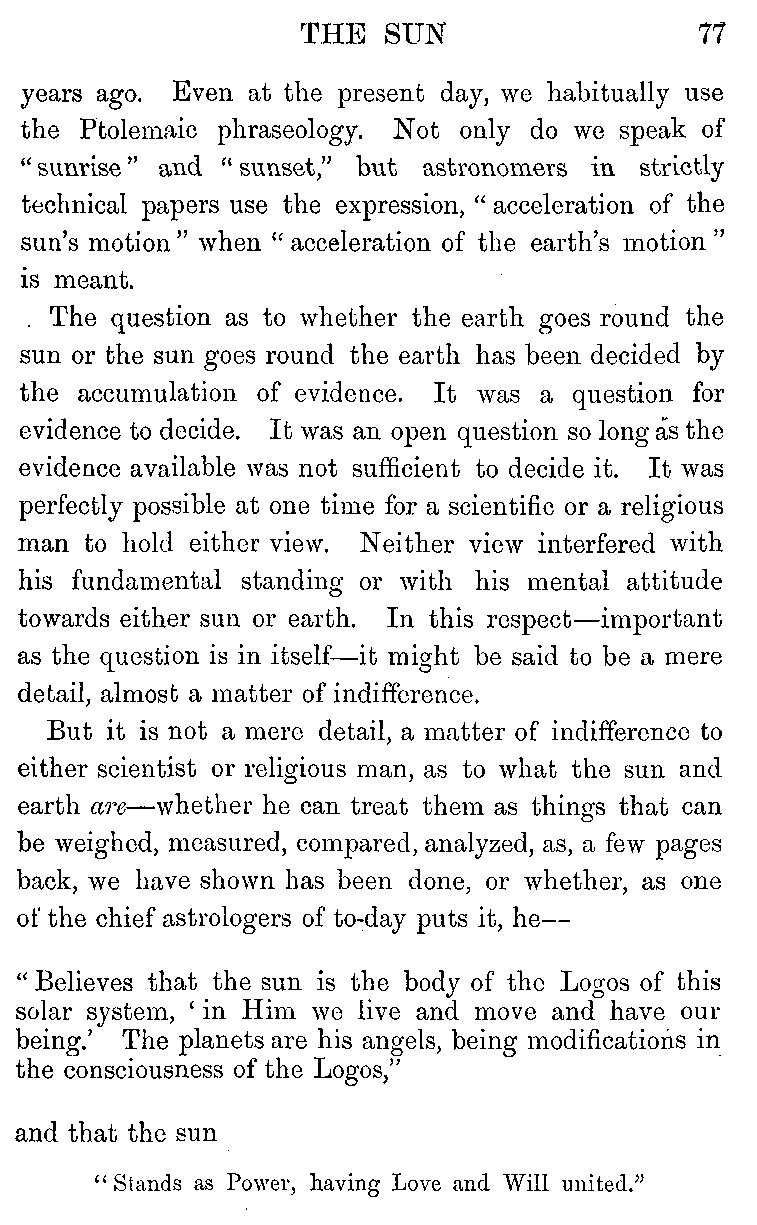 THE SUN 77
years ago. Even at the present day, we habitually use
the Ptolemaic phraseology. Not only do we speak of
“sunrise” and “sunset,” but astronomers in strictly
technical papers use the expression, “acceleration of the
sun's motion” when “acceleration of the earth's motion”
is meant.
The question as to whether the earth goes round the
sun or the sun goes round the earth has been decided by
the accumulation of evidence. It was a question for
evidence to decide. It was an open question so long as the
evidence available was not sufficient to decide it. It was
perfectly possible at one time for a scientific or a religious
man to hold either view. Neither view interfered with
his fundamental standing or with his mental attitude
towards either sun or earth. In this respect—important
as the question is in itself—it might be said to be a mere
detail, almost a matter of indifference.
But it is not a mere detail, a matter of indifference to
either scientist or religious man, as to what the sun and
earth are—whether he can treat them as things that can
be weighed, measured, compared, analyzed, as, a few pages
back, we have shown has been done, or whether, as one
of the chief astrologers of to-day puts it, he—
“Believes that the sun is the body of the Logos of this
solar system, ‘in Him we live and move and have our
being.’ The planets are his angels, being modifications in
the consciousness of the Logos,”
and that the sun
“Stands as Power, having Love and Will united.”